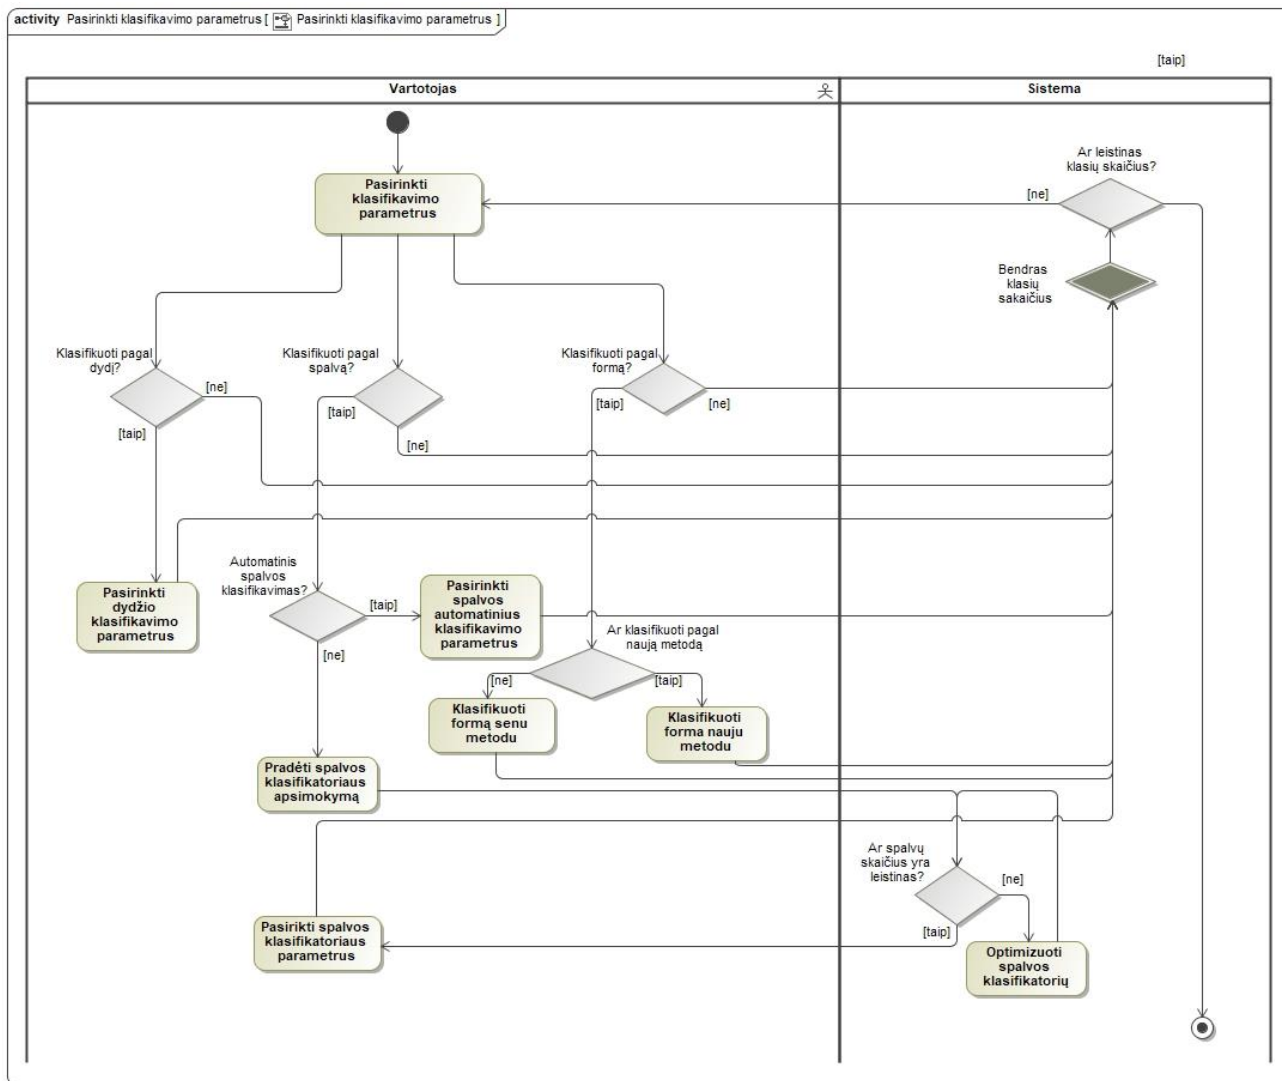 activity Pasirinkti klasifikavimo parametrus [ Pasirinkti klasifikavimo parametrus ]
[taip]
Vartotojas
Sistema
Ar leistinas
klasių skaičius?
[ne]
Pasirinkti
klasifikavimo
parametrus
Bendras
klasių
sakaičius
Klasifikuoti pagal
dydį?
[ne]
[taip]
Klasifikuoti pagal
spalvą?
[taip]
[ne]
Klasifikuoti pagal
formą?
[taip]
[ne]
Automatinis
spalvos
klasifikavimas?
[taip]
[ne]
Pasirinkti
dydžio
klasifikavimo
parametrus
Pasirinkti
spalvos
automatinius
klasifikavimo
parametrus
Ar klasifikuoti pagal
naują metodą
[ne]
[taip]
Klasifikuoti
formą senu
metodu
Klasifikuoti
forma nauju
metodu
Pradėti spalvos
klasifikatoriaus
apsimokymą
Ar spalvų
skaičius yra
leistinas?
[ne]
[taip]
Pasirikti spalvos
klasifikatoriaus
parametrus
Optimizuoti
spalvos
klasifikatorių